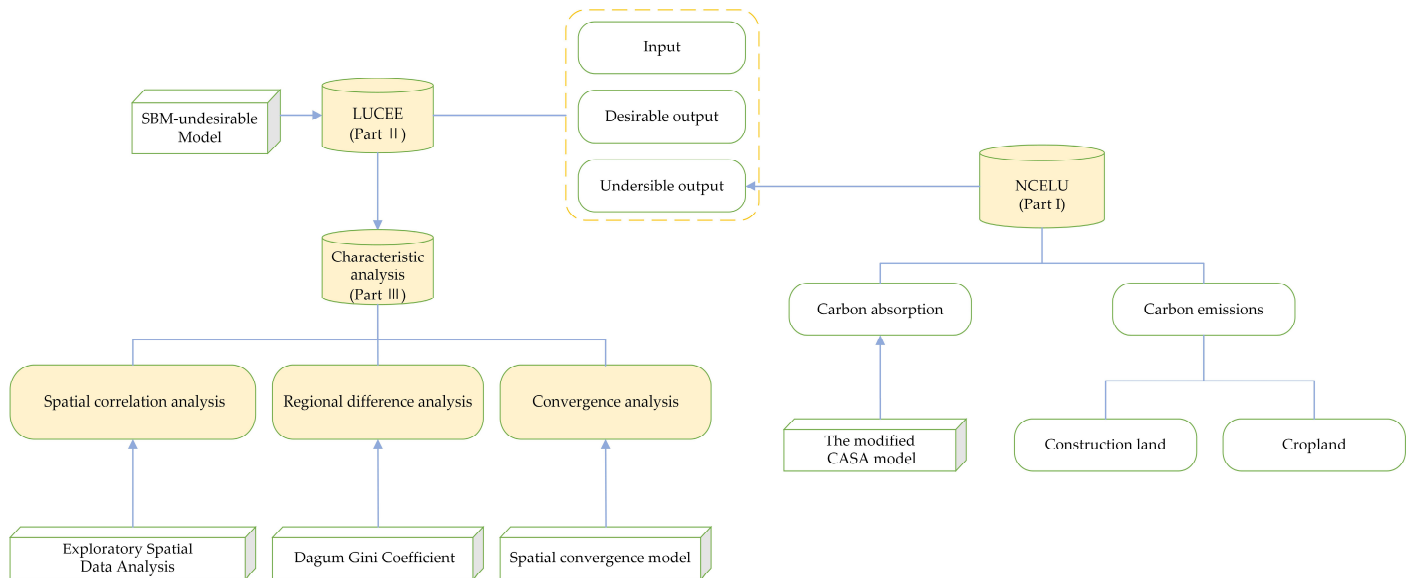 Input
SBM-undesirable
Model
LUCEE
(Part Ⅱ)
Desirable output
Undersible output
NCELU
(Part I)
Characteristic
analysis
(Part Ⅲ)
Carbon absorption
Carbon emissions
Spatial correlation analysis
Regional difference analysis
Convergence analysis
The modified
CASA model
Construction land
Cropland
Exploratory Spatial
Data Analysis
Dagum Gini Coefficient
Spatial convergence model